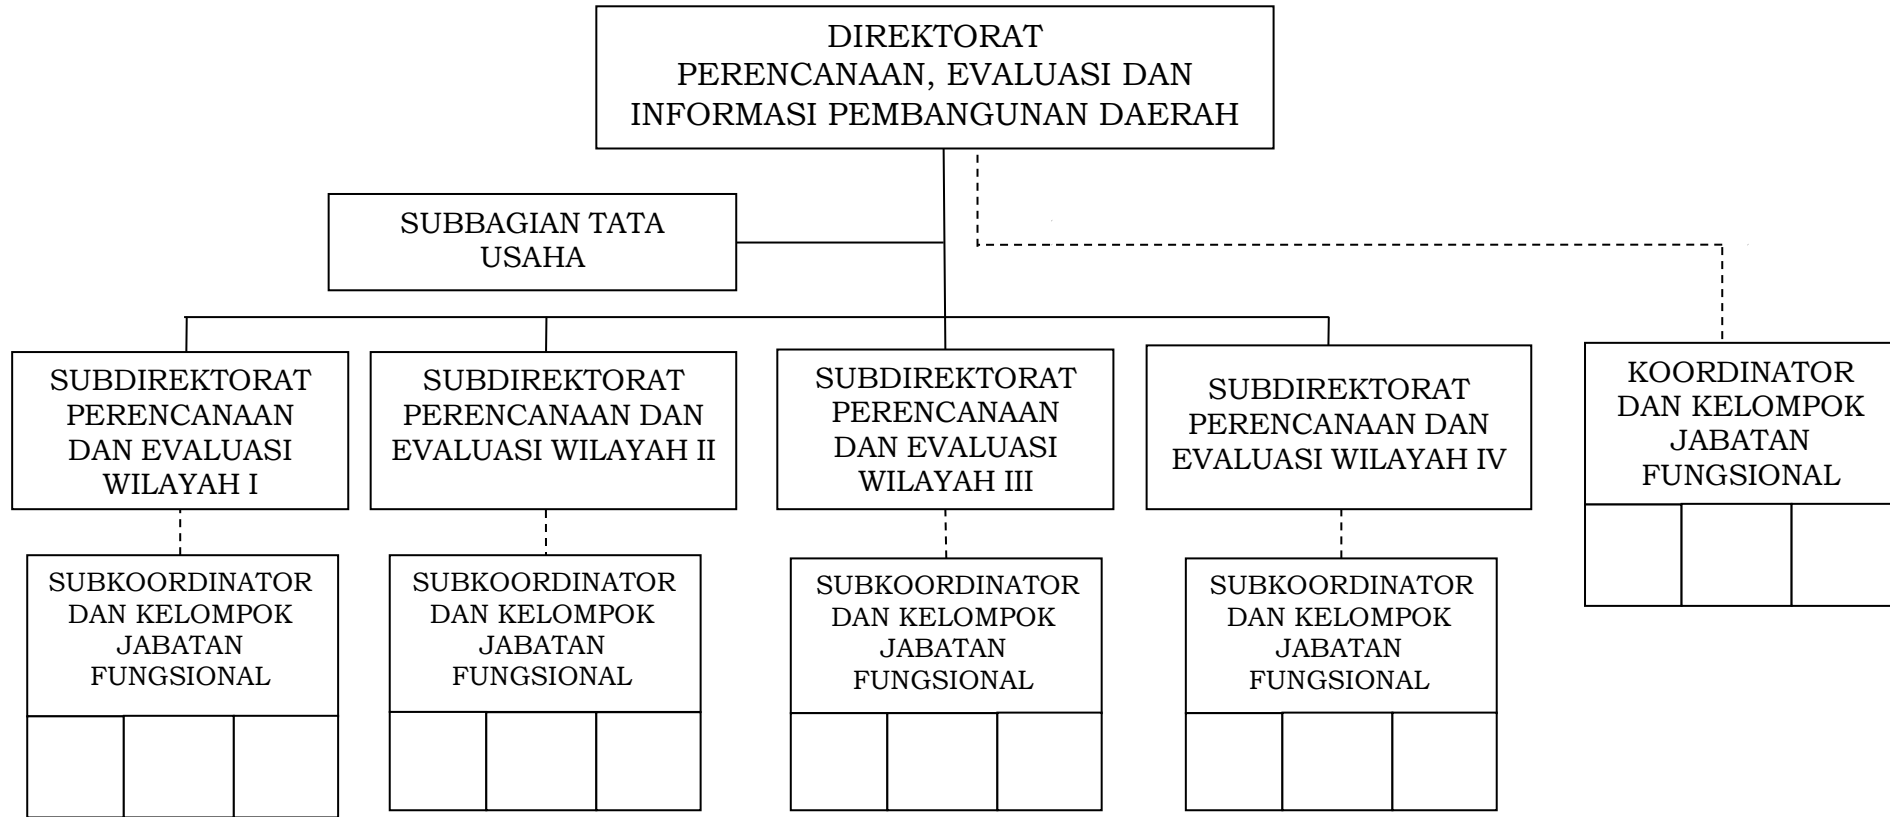 DIREKTORAT
PERENCANAAN, EVALUASI DAN
INFORMASI PEMBANGUNAN DAERAH
SUBBAGIAN TATA
USAHA
SUBDIREKTORAT
PERENCANAAN
DAN EVALUASI
WILAYAH I
SUBDIREKTORAT
PERENCANAAN DAN
EVALUASI WILAYAH II
SUBDIREKTORAT
PERENCANAAN
DAN EVALUASI
WILAYAH III
SUBDIREKTORAT
PERENCANAAN DAN
EVALUASI WILAYAH IV
KOORDINATOR
DAN KELOMPOK
JABATAN
FUNGSIONAL
SUBKOORDINATOR
DAN KELOMPOK
JABATAN
FUNGSIONAL
SUBKOORDINATOR
DAN KELOMPOK
JABATAN
FUNGSIONAL
SUBKOORDINATOR
DAN KELOMPOK
JABATAN
FUNGSIONAL
SUBKOORDINATOR
DAN KELOMPOK
JABATAN
FUNGSIONAL